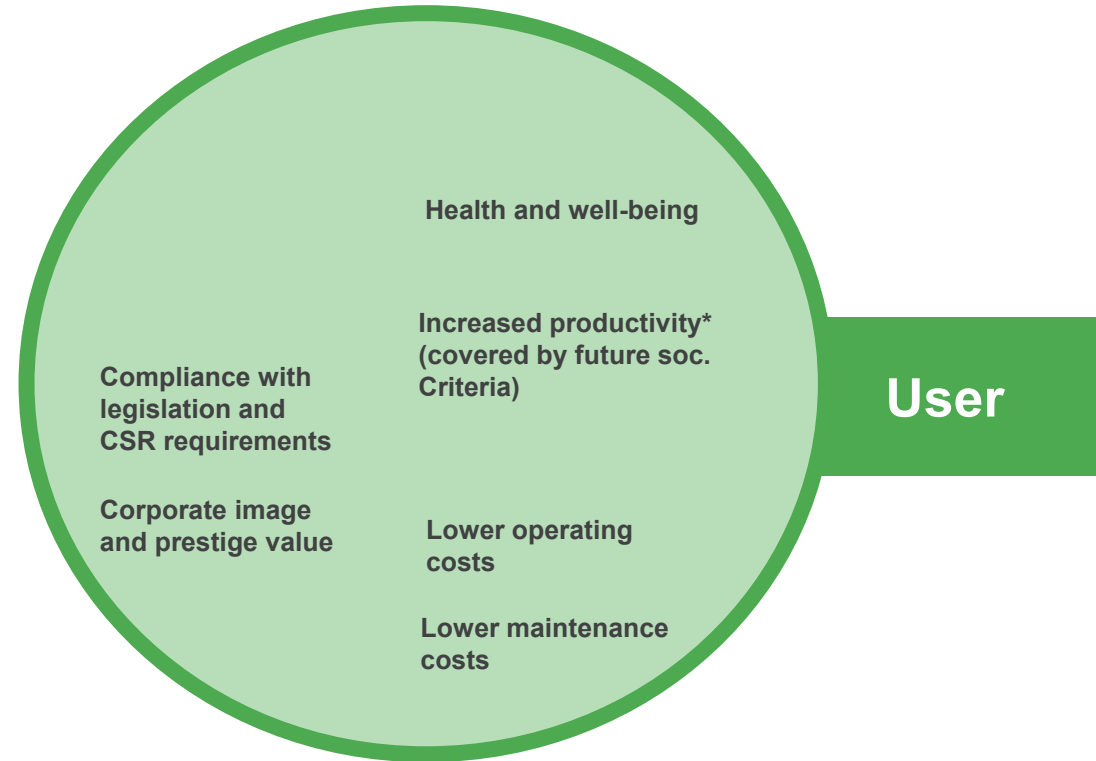 Health and well-being
Increased productivity*
(covered by future soc.
Criteria)
Compliance with
legislation and
CSR requirements
Corporate image
and prestige value
Lower operating
costs
Lower maintenance
costs
User